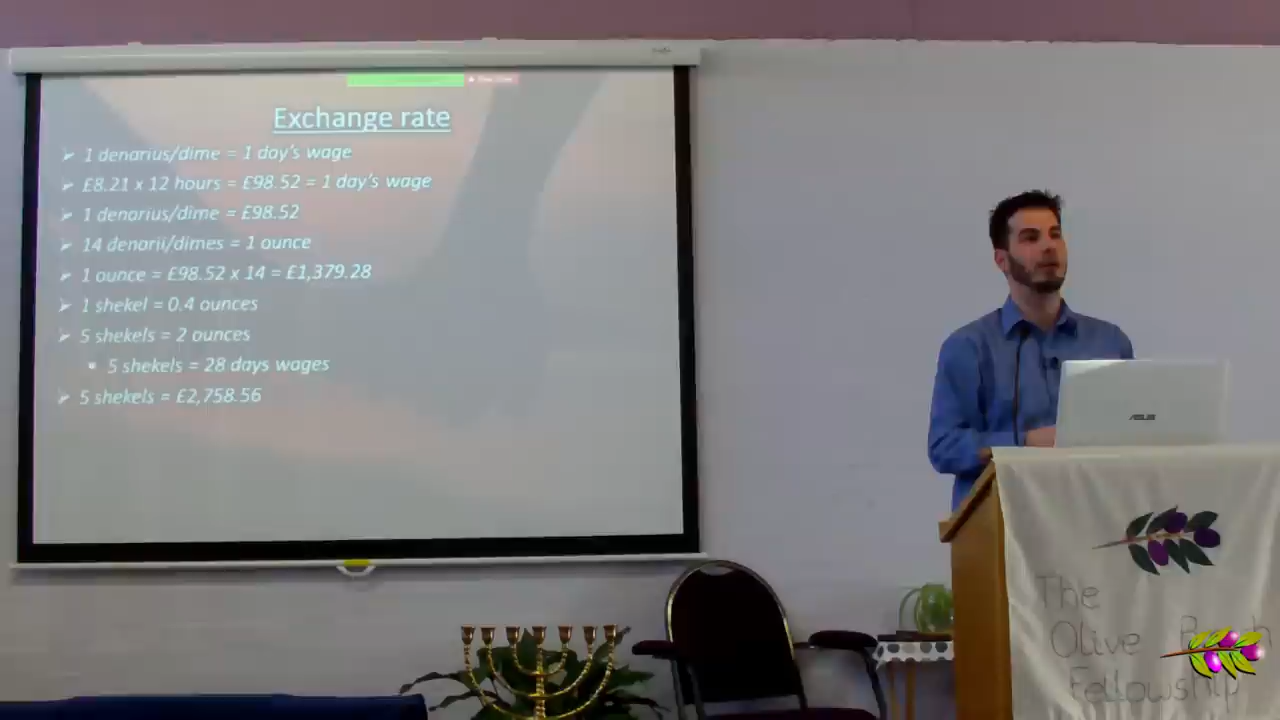 Exchange rate
1 denarius/dime = 1 day's wage
£8.21 x 12 hours = £98.52 = 1 day's wage
1 denarius/dime = £98.52
14 denarii/dimes = 1 ounce
1 ounce = £98.52 x 14 = £1,379.28
1 shekel = 0.4 ounces
5 shekels = 2 ounces
5 shekels = 28 days wages
5 shekels = £2,758.56
ASUS
The
Olive
Fellowship